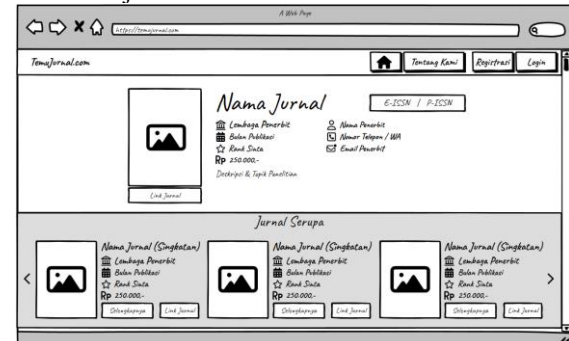 A Web Page
https://temujurnal.com
TemuJurnal.com
Tentang Kami
Registrasi
Login
Nama Jurnal
E-ISSN / P-ISSN
Lembaga Penerbit
Bulan Publikasi
Rank Sinta
Rp 250.000,-
Nama Penerbit
Nomor Telepon / WA
Email Penerbit
Deskripsi & Topik Penelitian
Link Jurnal
Jurnal Serupa
Nama Jurnal (Singkatan)
Lembaga Penerbit
Bulan Publikasi
Rank Sinta
Rp 250.000,-
Selengkapnya
Link Jurnal
Nama Jurnal (Singkatan)
Lembaga Penerbit
Bulan Publikasi
Rank Sinta
Rp 250.000,-
Selengkapnya
Link Jurnal
Nama Jurnal (Singkatan)
Lembaga Penerbit
Bulan Publikasi
Rank Sinta
Rp 250.000,-
Selengkapnya
Link Jurnal